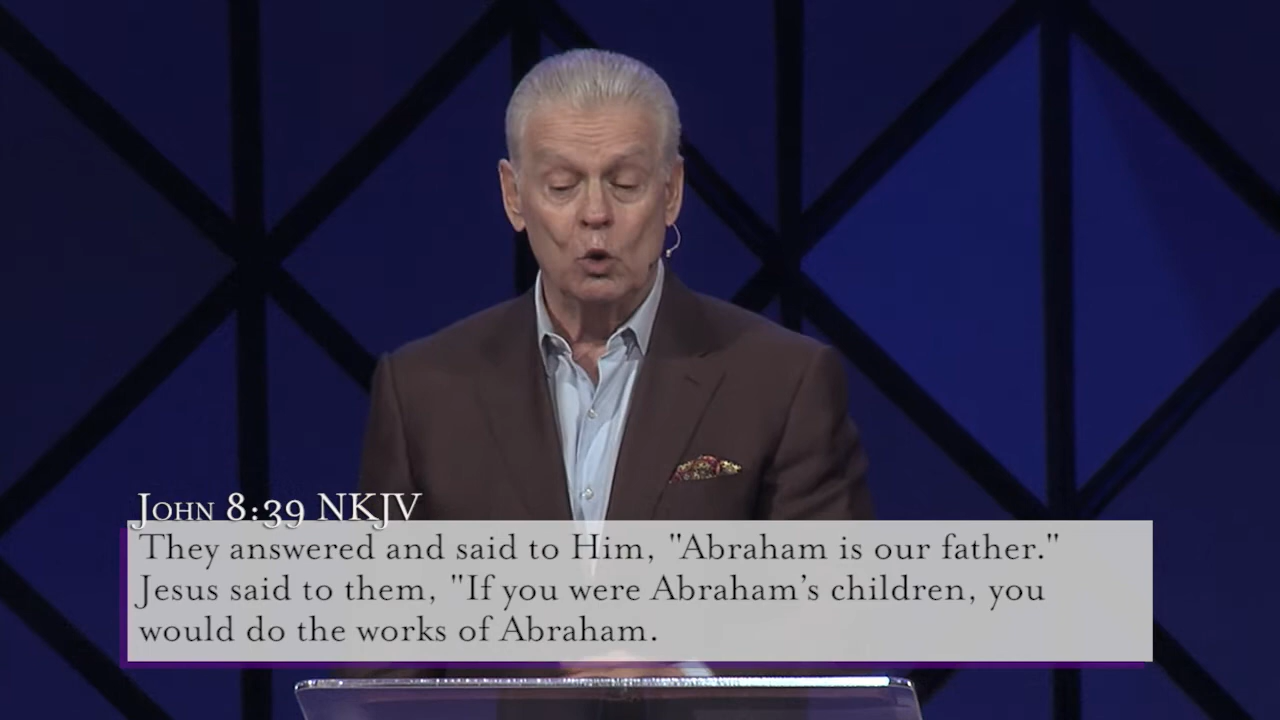 John 8:39 NKJV
They answered and said to Him, "Abraham is our father."
Jesus said to them, "If you were Abraham’s children, you
would do the works of Abraham.